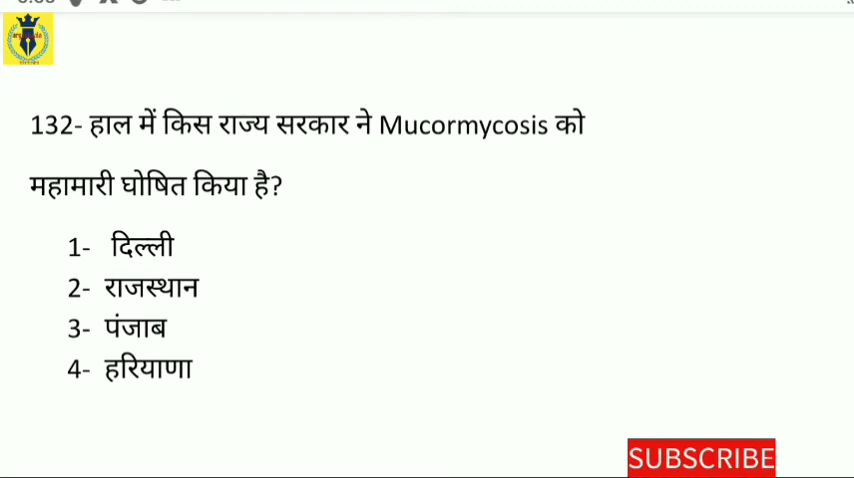 132- हाल में किस राज्य सरकार ने Mucormycosis को
महामारी घोषित किया है?
1- दिल्ली
2- राजस्थान
3- पंजाब
4- हरियाणा
SUBSCRIBE